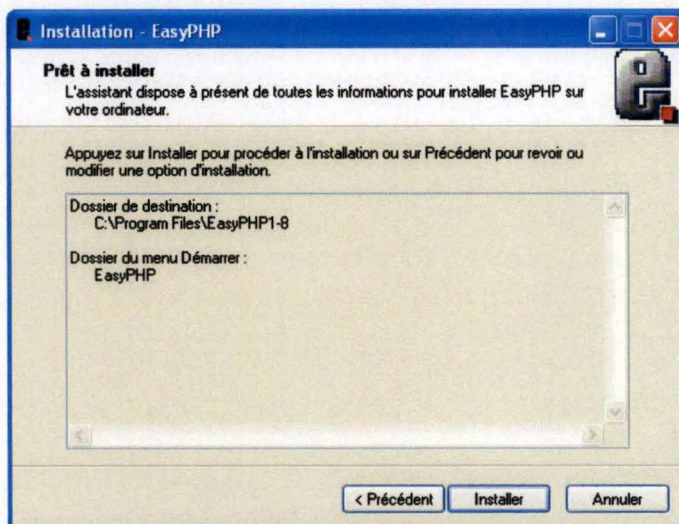 Installation - EasyPHP
Prêt à installer
L'assistant dispose à présent de toutes les informations pour installer EasyPHP sur
votre ordinateur.
Appuyez sur Installer pour procéder à l'installation ou sur Précédent pour revoir ou
modifier une option d'installation.
Dossier de destination :
C:\Program Files\EasyPHP1-8
Dossier du menu Démarrer :
EasyPHP
< Précédent
Installer
Annuler